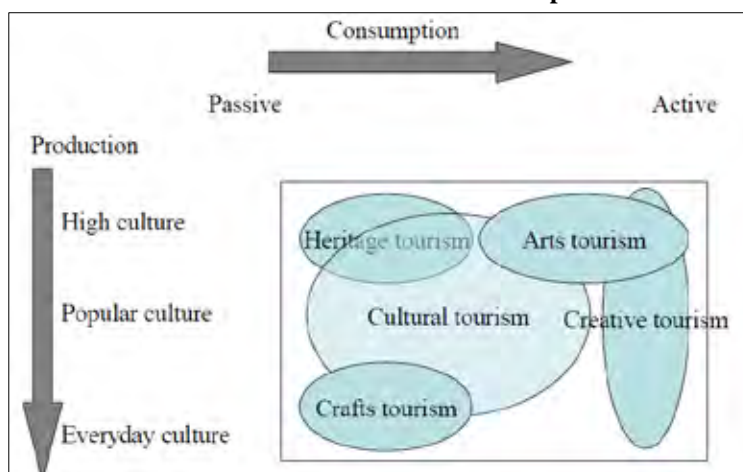 Consumption
Passive
Active
Production
High culture
Heritage tourism
Arts tourism
Popular culture
Cultural tourism
Creative tourism
Crafts tourism
Everyday culture